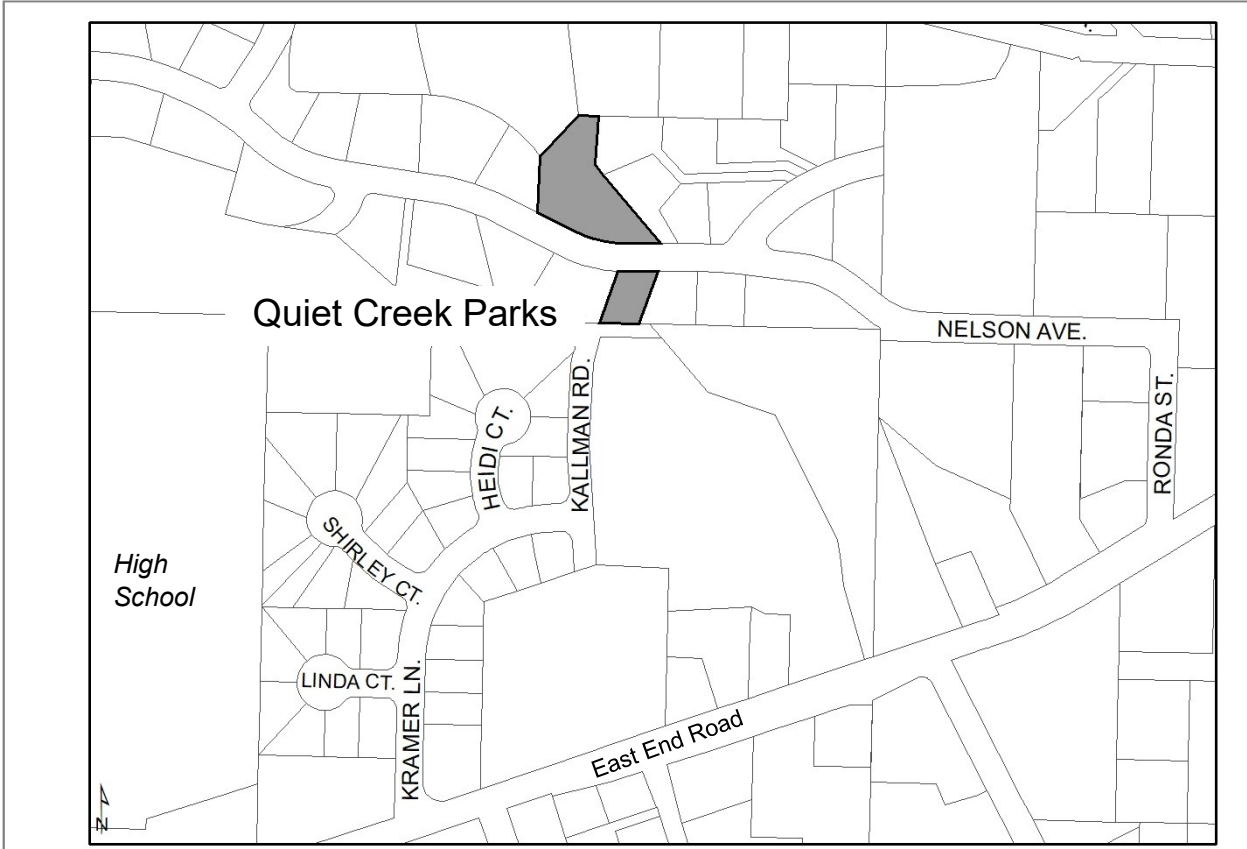 Quiet Creek Parks
NELSON AVE.
KALLMAN RD.
HEIDI CT.
RONDA ST.
SHIRLEY CT.
High
School
LINDA CT.
KRAMER LN.
East End Road
N